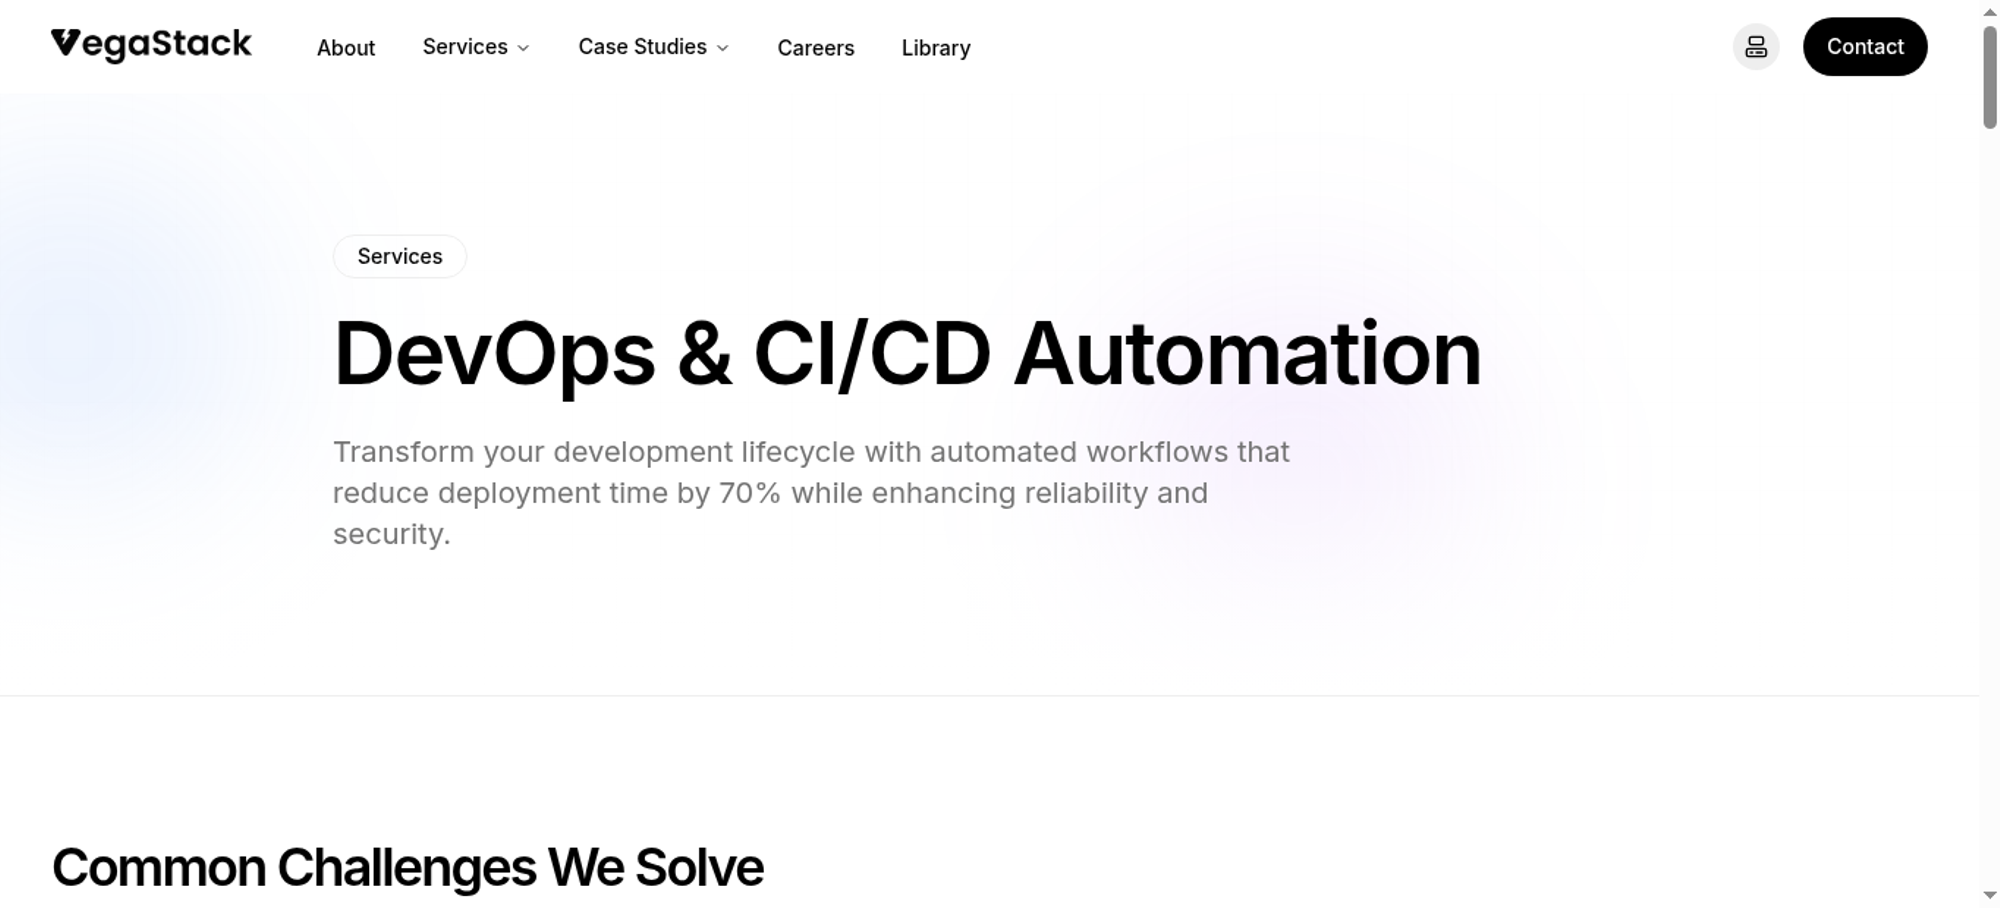 VegaStack
About
Services
Case Studies
Careers
Library
Contact
Services
DevOps & CI/CD Automation
Transform your development lifecycle with automated workflows that
reduce deployment time by 70% while enhancing reliability and
security.
Common Challenges We Solve